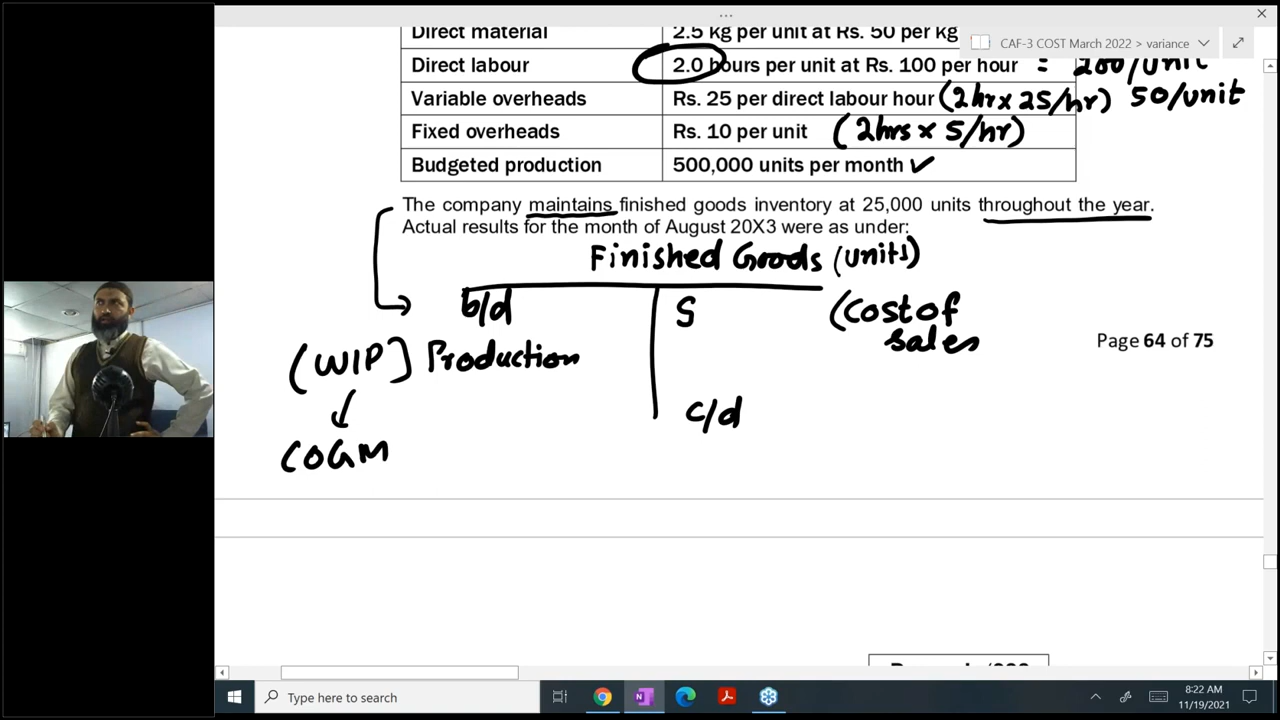 CAF-3 COST March 2022 > variance
Direct material 2.5 kg per unit at Rs. 50 per kg
Direct labour 2.0 hours per unit at Rs. 100 per hour = 200/unit
Variable overheads Rs. 25 per direct labour hour (2hr x 25/hr) 50/unit
Fixed overheads Rs. 10 per unit (2hrs x 5/hr)
Budgeted production 500,000 units per month ✓
The company maintains finished goods inventory at 25,000 units throughout the year.
Actual results for the month of August 20X3 were as under:
Finished Goods (units)
b/d S (Cost of
sales
(WIP) Production
c/d
COGM
Page 64 of 75
Type here to search
8:22 AM
11/19/2021